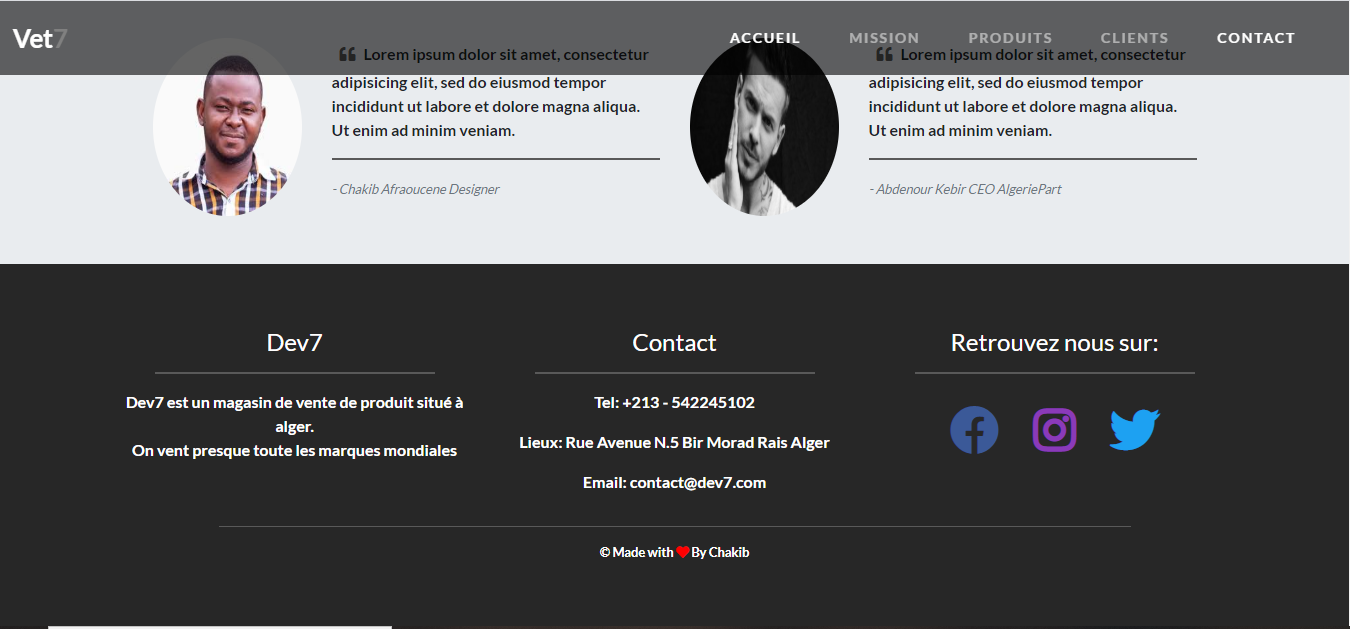 Vet7
ACCUEIL MISSION PRODUITS CLIENTS CONTACT
Lorem ipsum dolor sit amet, consectetur
adipisicing elit, sed do eiusmod tempor
incididunt ut labore et dolore magna aliqua.
Ut enim ad minim veniam.
- Chakib Afraoucene Designer
Lorem ipsum dolor sit amet, consectetur
adipisicing elit, sed do eiusmod tempor
incididunt ut labore et dolore magna aliqua.
Ut enim ad minim veniam.
- Abdenour Kebir CEO AlgeriePart
Dev7
Dev7 est un magasin de vente de produit situé à
alger.
On vent presque toute les marques mondiales
Contact
Tel: +213 - 542245102
Lieux: Rue Avenue N.5 Bir Morad Rais Alger
Email: contact@dev7.com
Retrouvez nous sur:
© Made with ❤ By Chakib